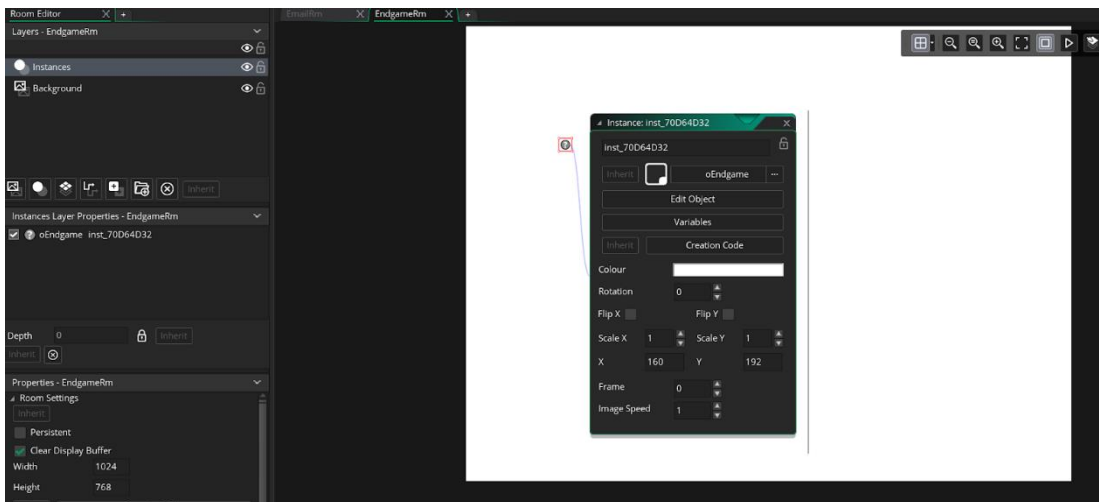 Room Editor
EmailRm
EndgameRm
Layers - EndgameRm
Instances
Background
Inherit
Instances Layer Properties - EndgameRm
oEndgame inst_70D64D32
Depth 0 Inherit
Inherit
Properties - EndgameRm
Room Settings
Inherit
Persistent
Clear Display Buffer
Width 1024
Height 768
Instance: inst_70D64D32
inst_70D64D32
Inherit oEndgame ...
Edit Object
Variables
Inherit Creation Code
Colour
Rotation 0
Flip X Flip Y
Scale X 1 Scale Y 1
X 160 Y 192
Frame 0
Image Speed 1